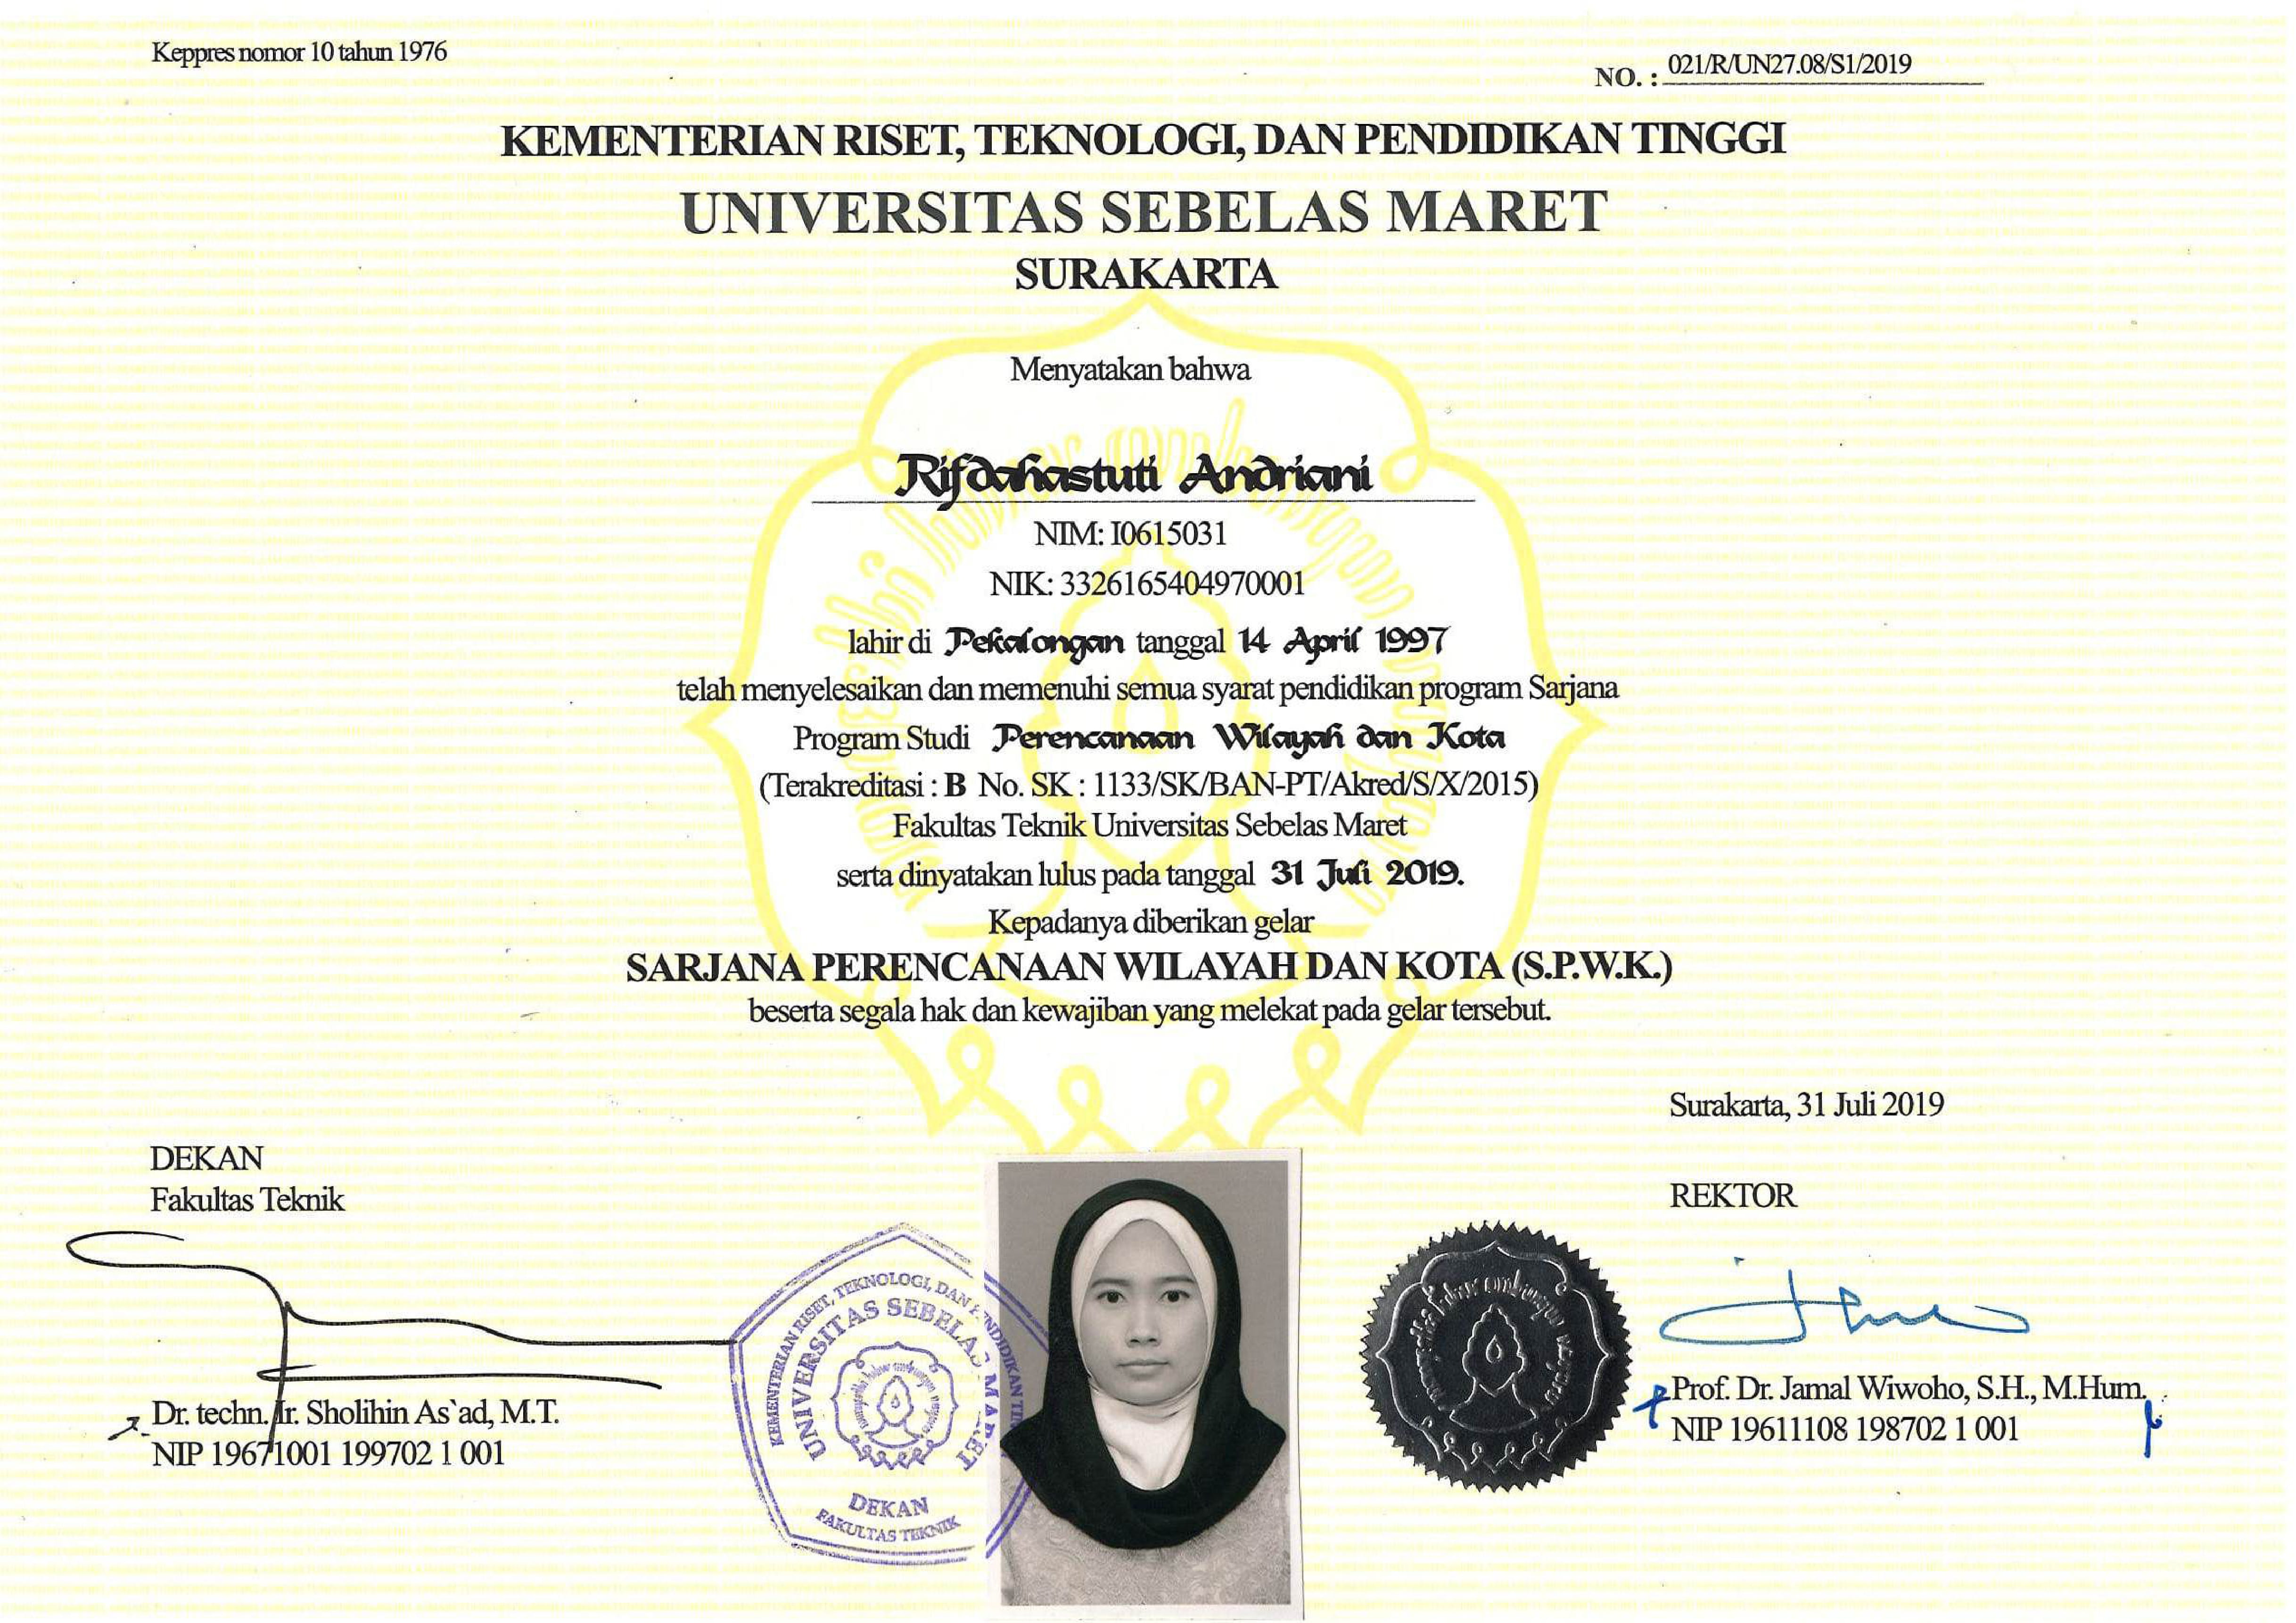 Keppres nomor 10 tahun 1976
NO. : 021/R/UN27.08/S1/2019
KEMENTERIAN RISET, TEKNOLOGI, DAN PENDIDIKAN TINGGI
UNIVERSITAS SEBELAS MARET
SURAKARTA
Menyatakan bahwa
Rifdahastuti Andriani
NIM: I0615031
NIK: 3326165404970001
lahir di Pekalongan tanggal 14 April 1997
telah menyelesaikan dan memenuhi semua syarat pendidikan program Sarjana
Program Studi Perencanaan Wilayah dan Kota
(Terakreditasi : B No. SK : 1133/SK/BAN-PT/Akred/S/X/2015)
Fakultas Teknik Universitas Sebelas Maret
serta dinyatakan lulus pada tanggal 31 Juli 2019.
Kepadanya diberikan gelar
SARJANA PERENCANAAN WILAYAH DAN KOTA (S.P.W.K.)
beserta segala hak dan kewajiban yang melekat pada gelar tersebut.
Surakarta, 31 Juli 2019
DEKAN
Fakultas Teknik
REKTOR
KEMENTERIAN RISET, TEKNOLOGI, DAN PENDIDIKAN
UNIVERSITAS SEBELAS MARET
DEKAN
FAKULTAS TEKNIK
Dr. techn. Ir. Sholihin As`ad, M.T.
NIP 19671001 199702 1 001
Prof. Dr. Jamal Wiwoho, S.H., M.Hum.
NIP 19611108 198702 1 001